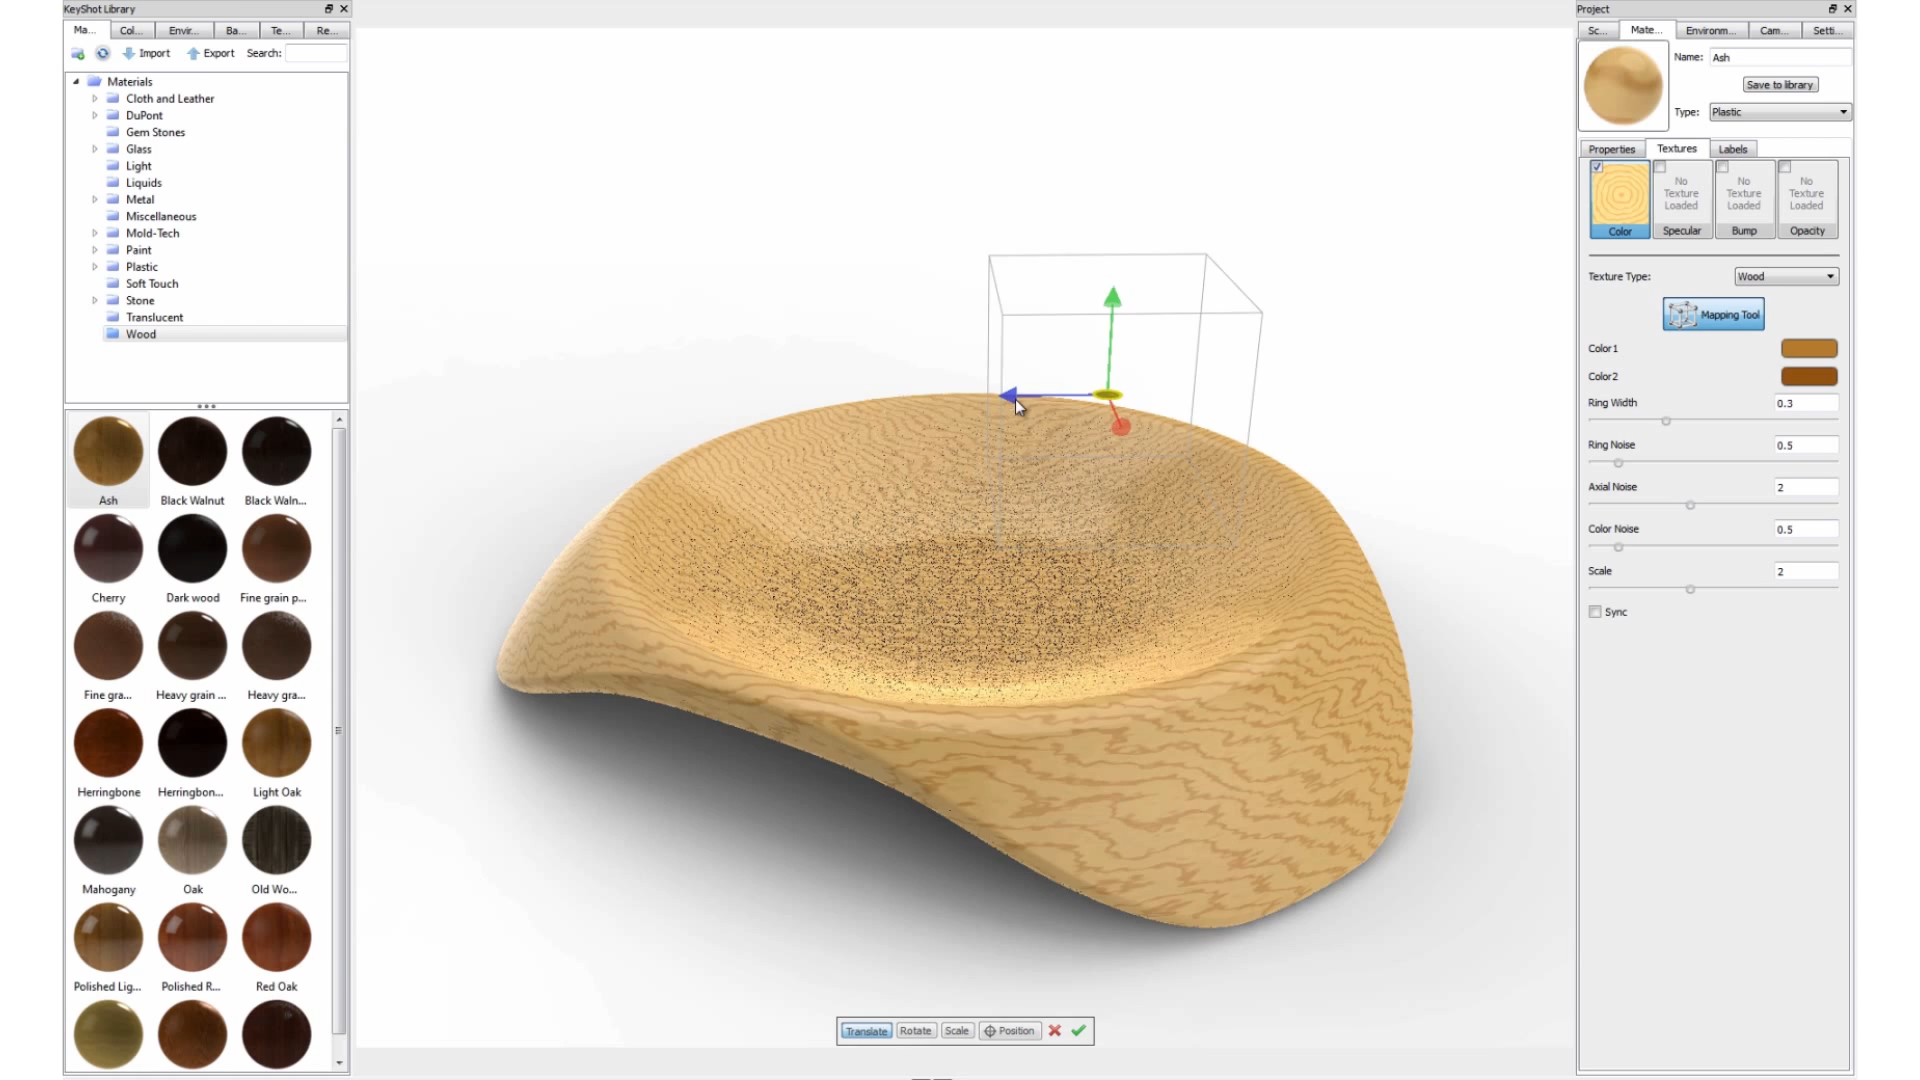 KeyShot Library
Ma... Col... Envir... Ba... Te... Re...
Import Export Search:
Materials
Cloth and Leather
DuPont
Gem Stones
Glass
Light
Liquids
Metal
Miscellaneous
Mold-Tech
Paint
Plastic
Soft Touch
Stone
Translucent
Wood
Ash Black Walnut Black Waln...
Cherry Dark wood Fine grain p...
Fine gra... Heavy grain ... Heavy gra...
Herringbone Herringbon... Light Oak
Mahogany Oak Old Wo...
Polished Lig... Polished R... Red Oak
Translate Rotate Scale Position
Project
Sc... Mate... Environm... Cam... Setti...
Name: Ash
Save to library
Type: Plastic
Properties Textures Labels
No Texture Loaded
No Texture Loaded
No Texture Loaded
Color Specular Bump Opacity
Texture Type: Wood
Mapping Tool
Color1
Color2
Ring Width 0.3
Ring Noise 0.5
Axial Noise 2
Color Noise 0.5
Scale 2
Sync